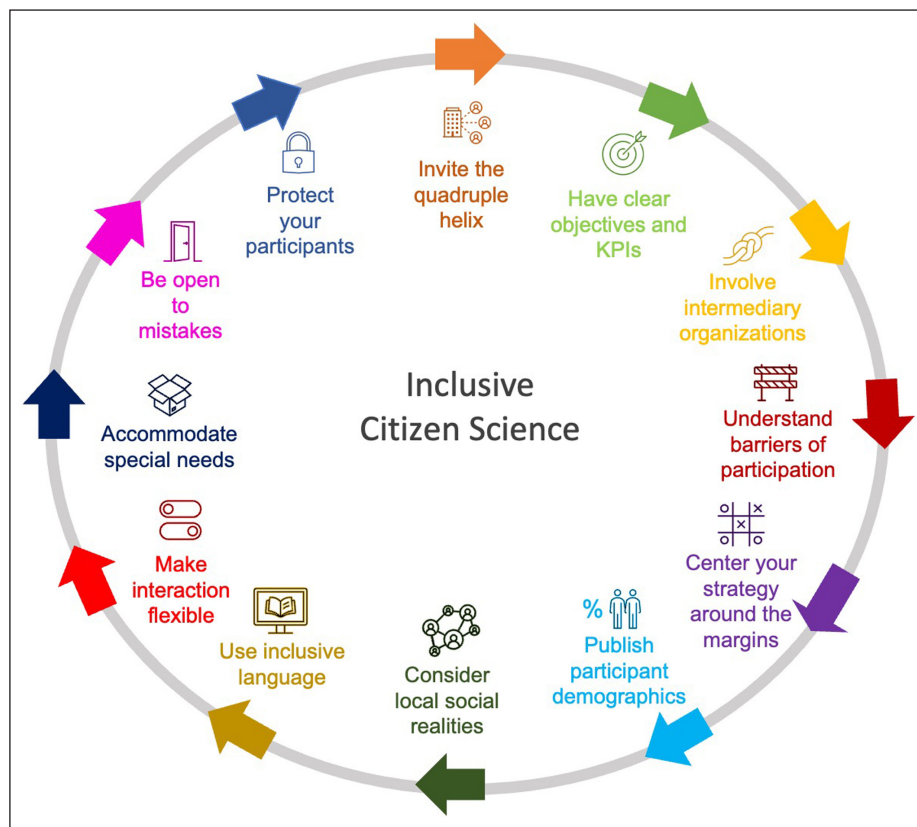 Invite the
quadruple
helix
Have clear
objectives and
KPIs
Involve
intermediary
organizations
Understand
barriers of
participation
Center your
strategy
around the
margins
%
Publish
participant
demographics
Consider
local social
realities
Use inclusive
language
Make
interaction
flexible
Accommodate
special needs
Be open
to
mistakes
Protect
your
participants
Inclusive
Citizen Science